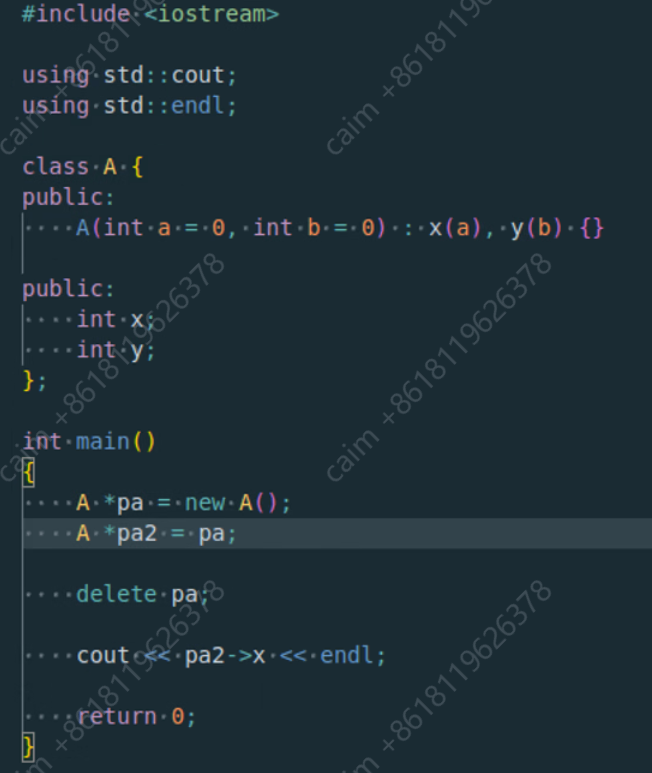 #include <iostream>
using std::cout;
using std::endl;
class A {
public:
    A(int a = 0, int b = 0) : x(a), y(b) {}
public:
    int x;
    int y;
};
int main()
{
    A *pa = new A();
    A *pa2 = pa;
    delete pa;
    cout << pa2->x << endl;
    return 0;
}
caim +8618119626378
caim +8618119626378
caim +8618119626378
caim +8618119626378
caim +8618119626378
caim +8618119626378